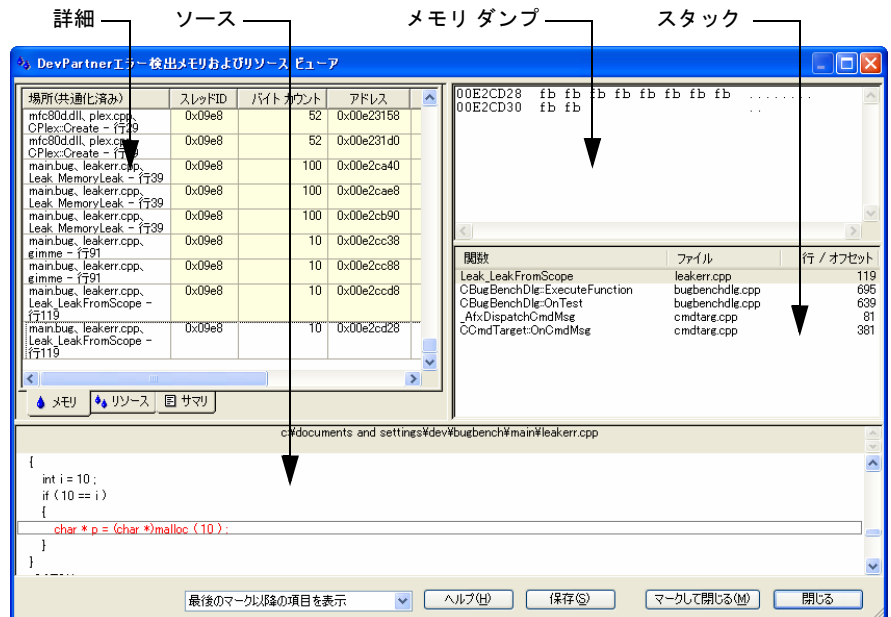 詳細 ソース メモリ ダンプ スタック
DevPartnerエラー検出メモリおよびリソース ビューア
場所(共通化済み) スレッドID バイト カウント アドレス
mfc80d.dll、plex.cpp、
CPlex::Create - 行29 0x09e8 52 0x00e23158
mfc80d.dll、plex.cpp、
CPlex::Create - 行 0x09e8 52 0x00e231d0
main.bug、leakerr.cpp、
Leak_MemoryLeak - 行39 0x09e8 100 0x00e2ca40
main.bug、leakerr.cpp、
Leak_MemoryLeak - 行39 0x09e8 100 0x00e2cae8
main.bug、leakerr.cpp、
Leak_MemoryLeak - 行39 0x09e8 100 0x00e2cb90
main.bug、leakerr.cpp、
gimme - 行91 0x09e8 10 0x00e2cc38
main.bug、leakerr.cpp、
gimme - 行91 0x09e8 10 0x00e2cc88
main.bug、leakerr.cpp、
Leak_LeakFromScope -
行119 0x09e8 10 0x00e2ccd8
main.bug、leakerr.cpp、
Leak_LeakFromScope -
行119 0x09e8 10 0x00e2cd28
メモリ リソース サマリ
00E2CD28 fb fb fb fb fb fb fb fb ........
00E2CD30 fb fb ..
関数 ファイル 行 / オフセット
Leak_LeakFromScope leakerr.cpp 119
CBugBenchDlg::ExecuteFunction bugbenchdlg.cpp 695
CBugBenchDlg::OnTest bugbenchdlg.cpp 639
_AfxDispatchCmdMsg cmdtarg.cpp 81
CCmdTarget::OnCmdMsg cmdtarg.cpp 381
c:¥documents and settings¥dev¥bugbench¥main¥leakerr.cpp
{
int i = 10 ;
if ( 10 == i )
{
char * p = (char *)malloc ( 10 ) ;
}
}
最後のマーク以降の項目を表示 ヘルプ(H) 保存(S) マークして閉じる(M) 閉じる